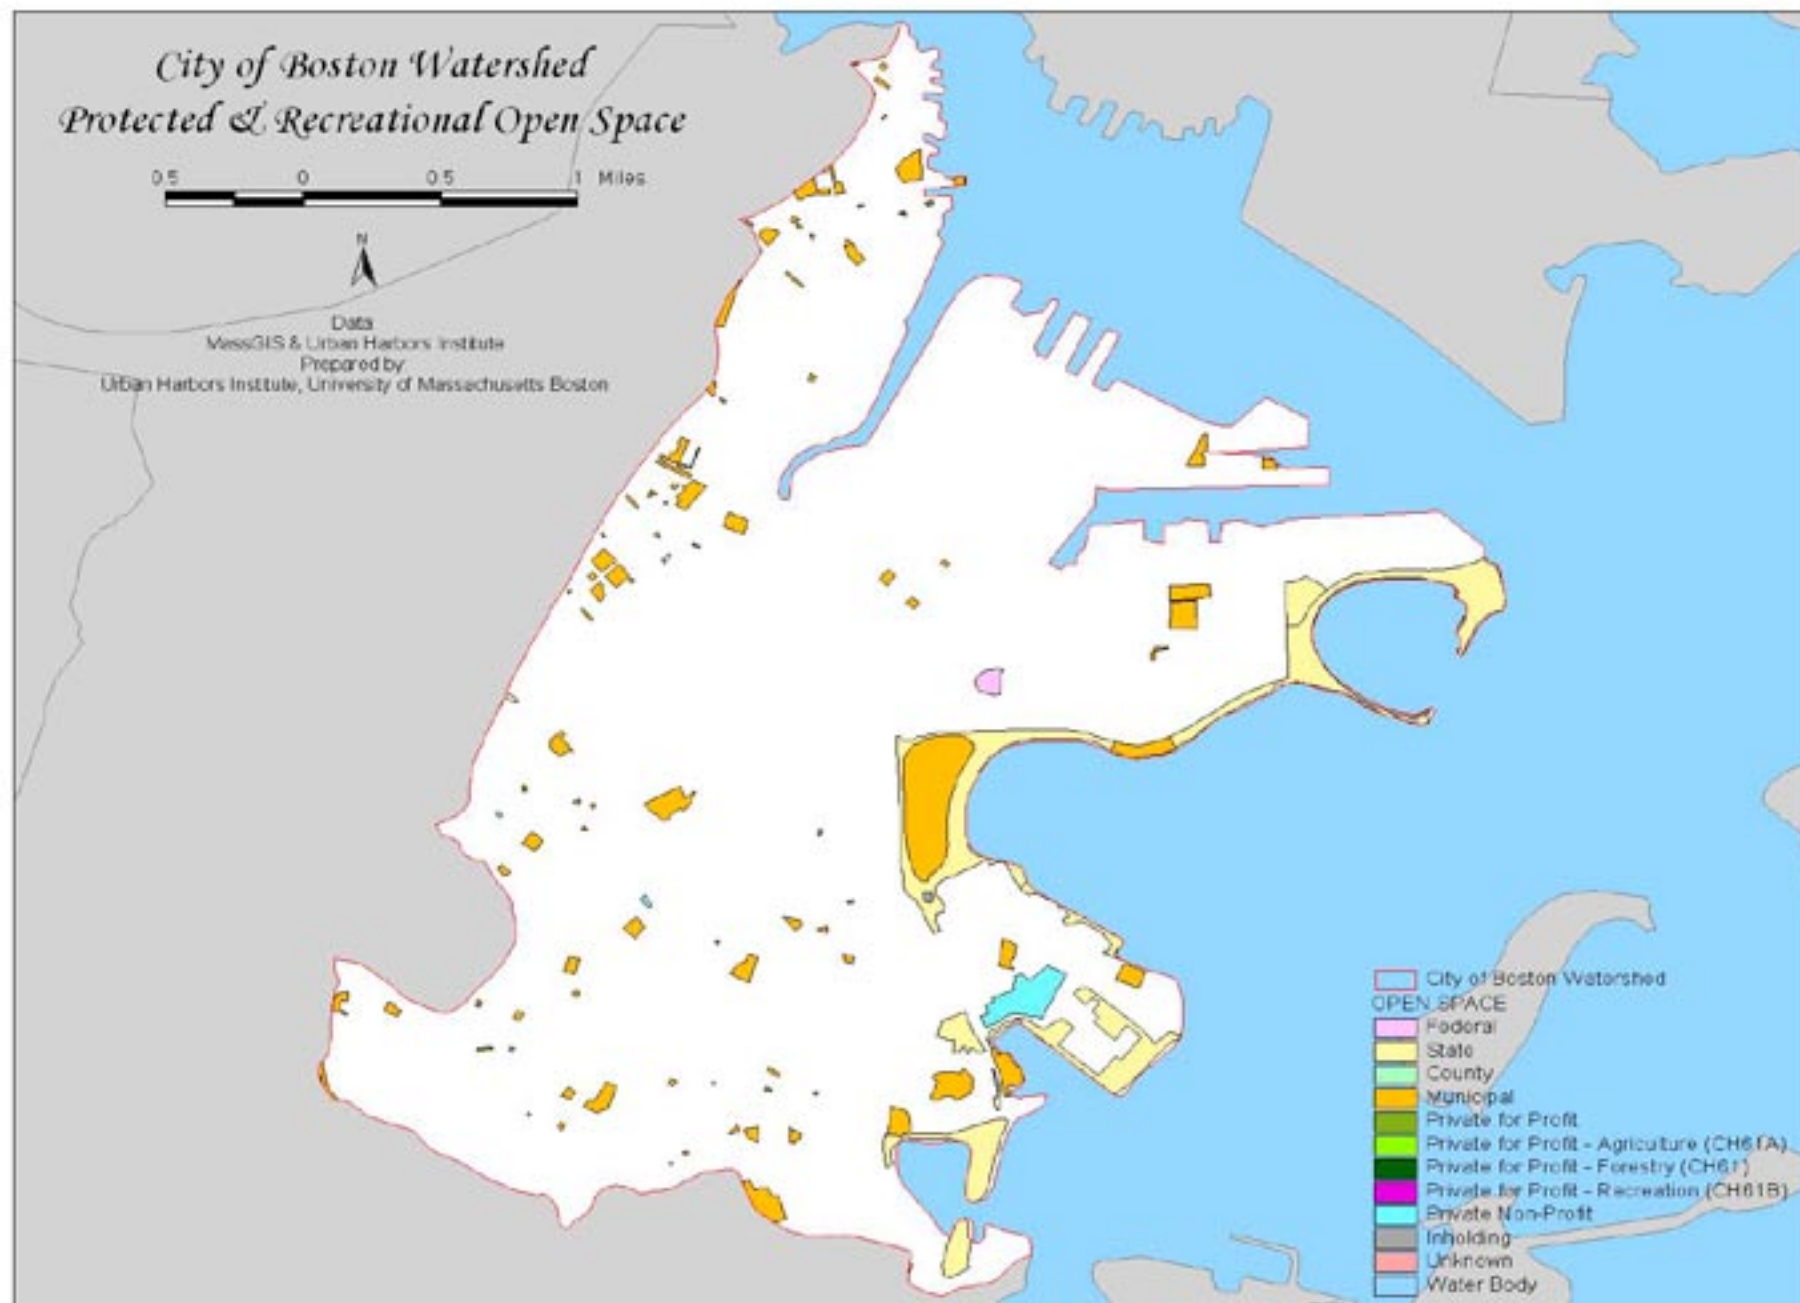 City of Boston Watershed
Protected & Recreational Open Space
0.5 0 0.5 1 Miles
N
Data
MassGIS & Urban Harbors Institute
Prepared by
Urban Harbors Institute, University of Massachusetts Boston
City of Boston Watershed
OPEN SPACE
Federal
State
County
Municipal
Private for Profit
Private for Profit - Agriculture (CH61A)
Private for Profit - Forestry (CH61)
Private for Profit - Recreation (CH61B)
Private Non-Profit
Inholding
Unknown
Water Body